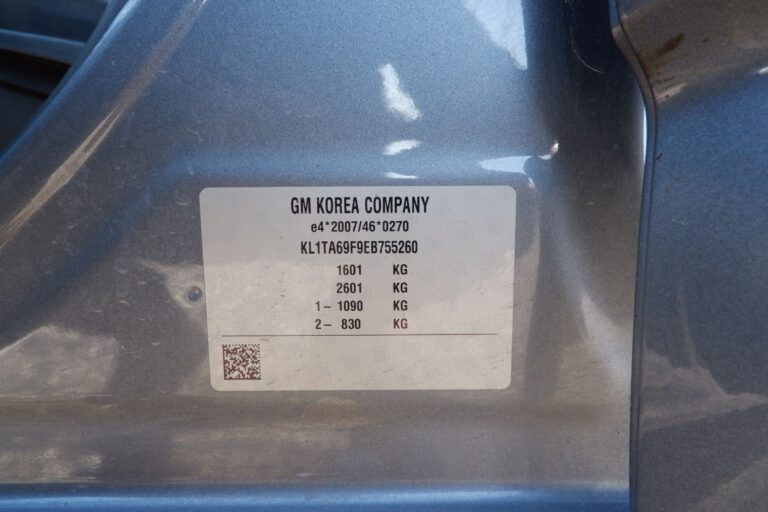 GM KOREA COMPANY
e4*2007/46*0270
KL1TA69F9EB755260
1601 KG
2601 KG
1- 1090 KG
2- 830 KG